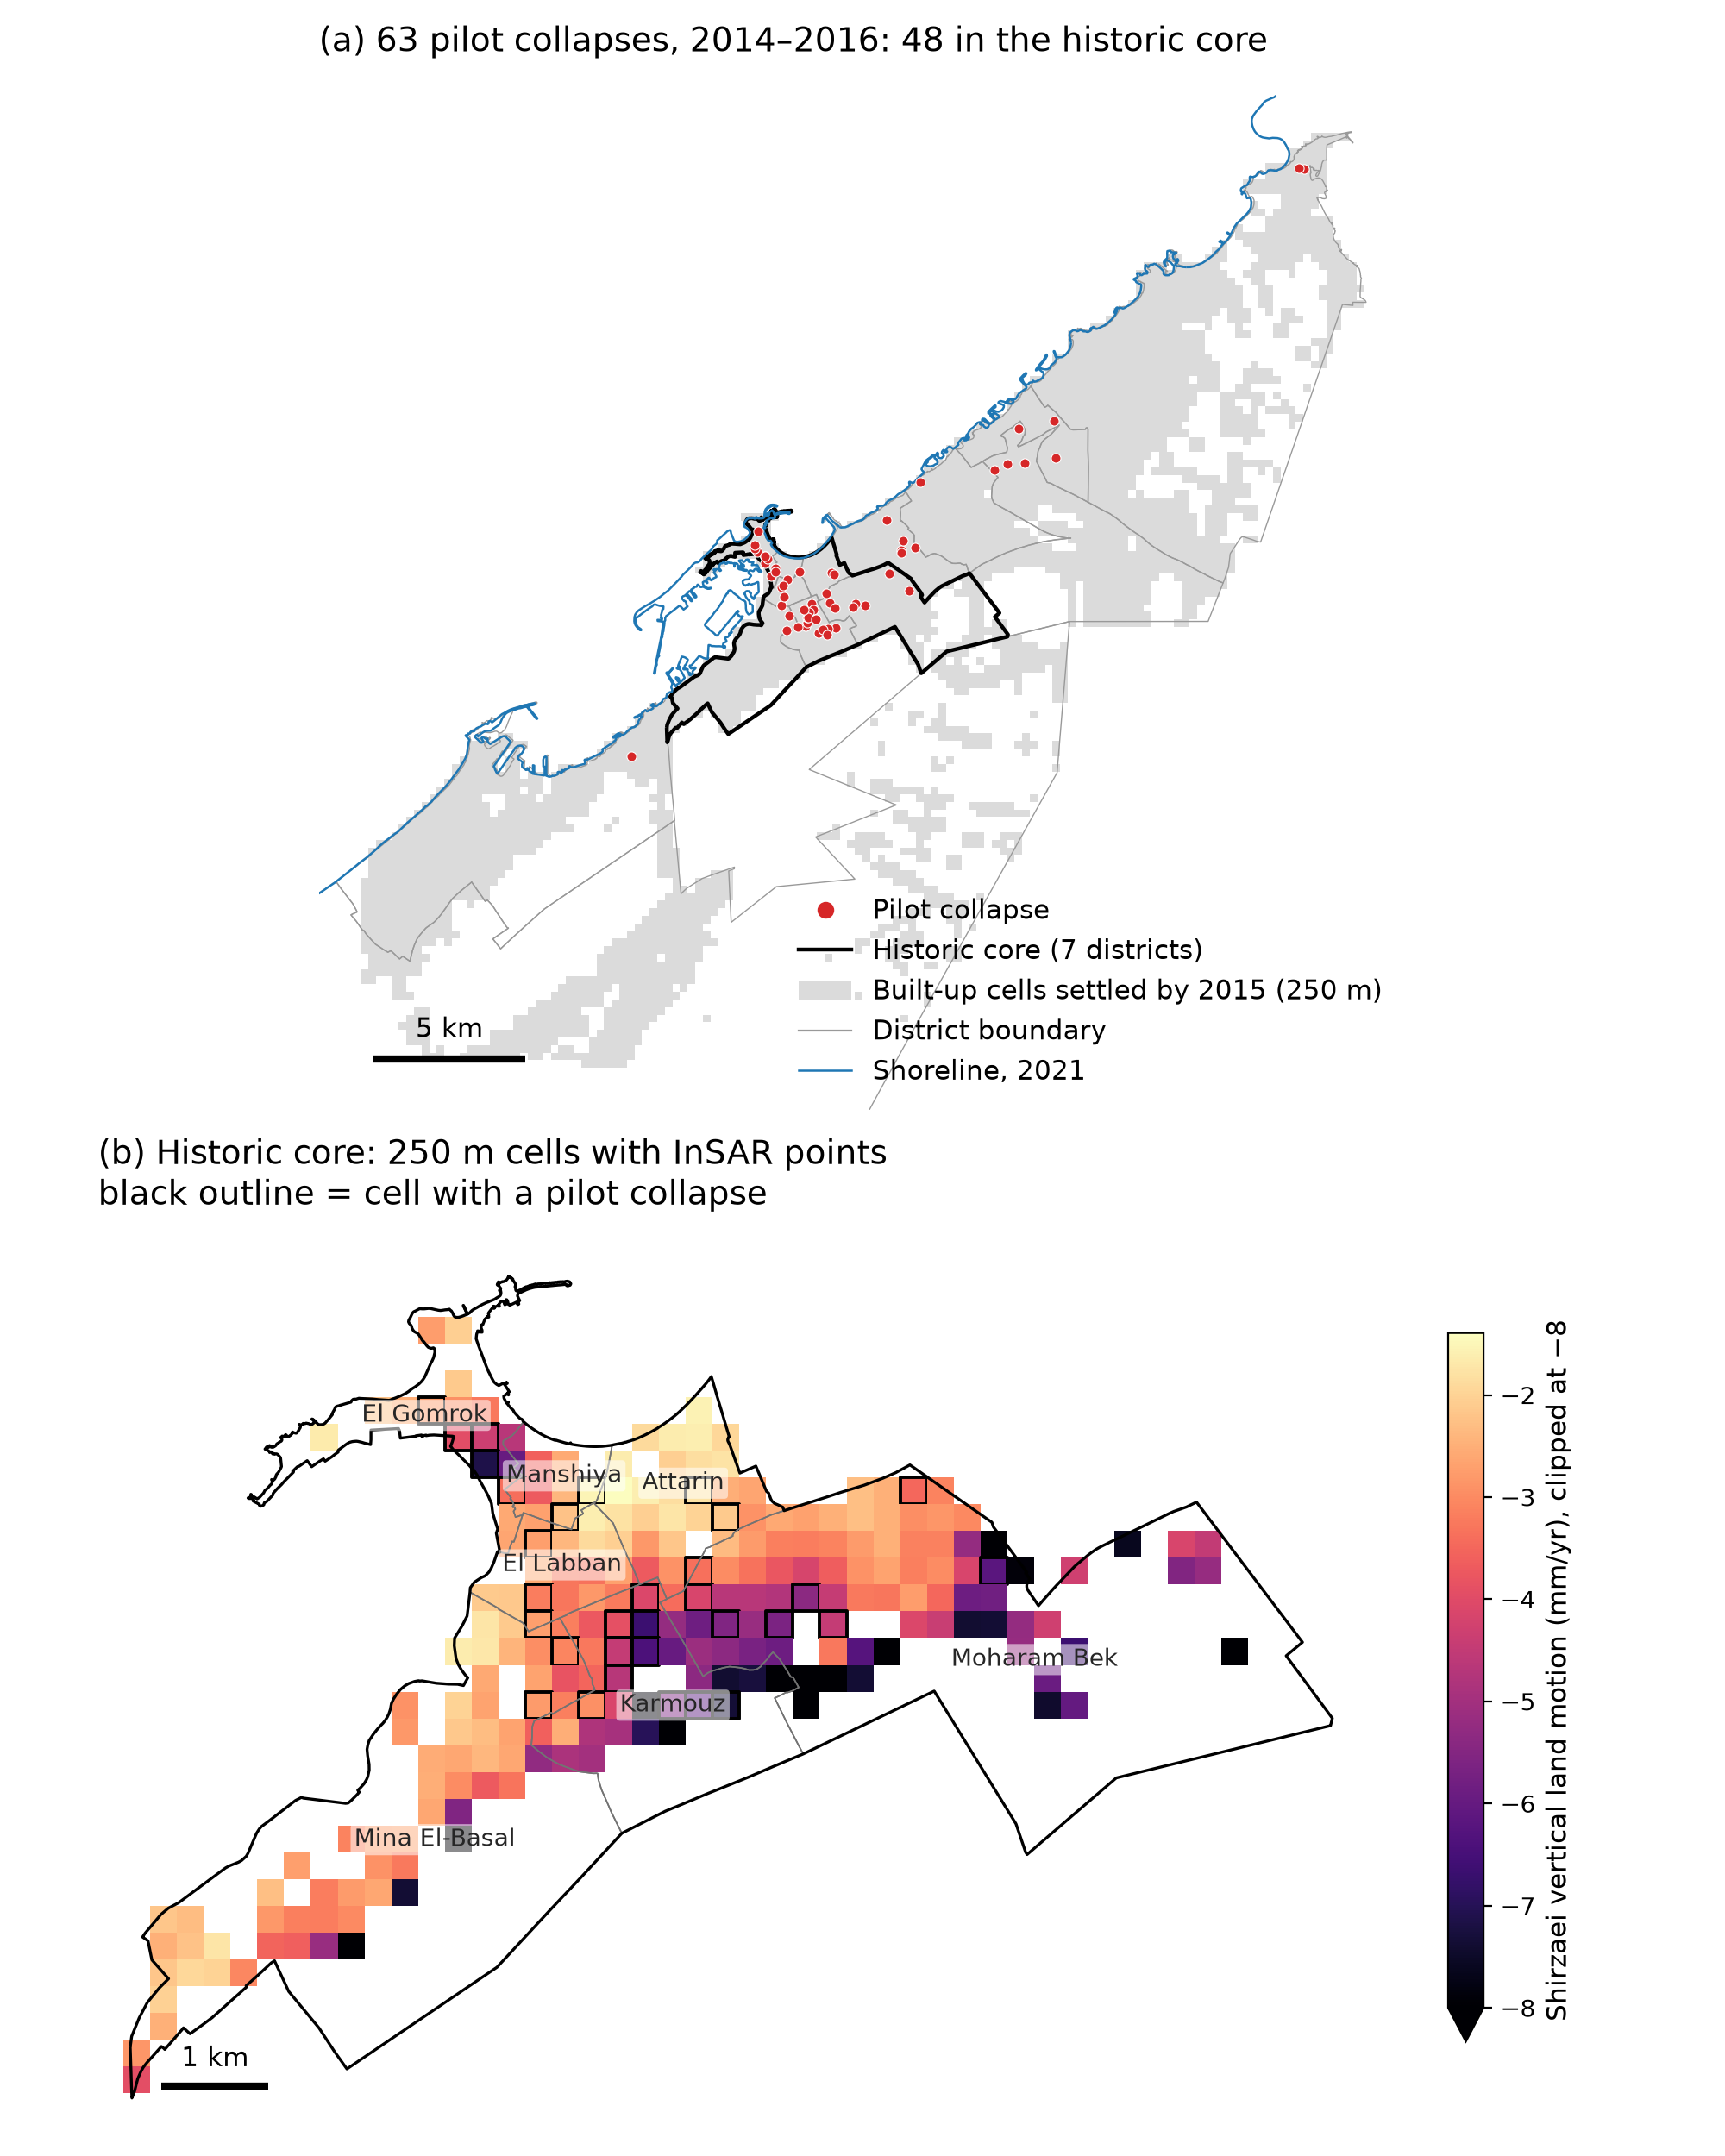 (a) 63 pilot collapses, 2014–2016: 48 in the historic core
Pilot collapse
Historic core (7 districts)
Built-up cells settled by 2015 (250 m)
District boundary
Shoreline, 2021
5 km
(b) Historic core: 250 m cells with InSAR points
black outline = cell with a pilot collapse
El Gomrok
Manshiya
Attarin
El Labban
Moharam Bek
Karmouz
Mina El-Basal
1 km
−2
−3
−4
−5
−6
−7
−8
Shirzaei vertical land motion (mm/yr), clipped at −8